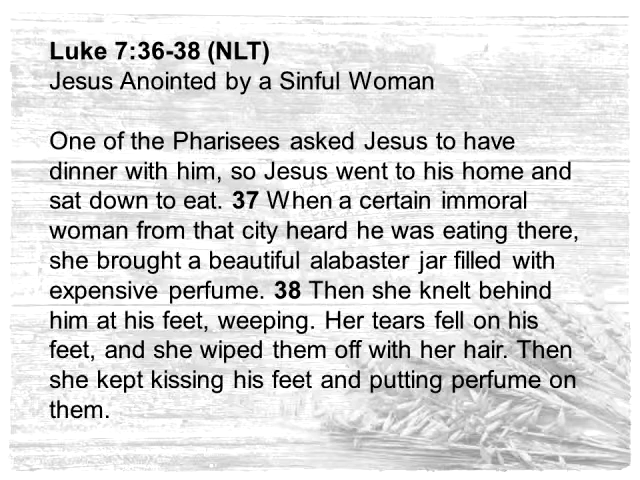 Luke 7:36-38 (NLT)
Jesus Anointed by a Sinful Woman
One of the Pharisees asked Jesus to have
dinner with him, so Jesus went to his home and
sat down to eat. 37 When a certain immoral
woman from that city heard he was eating there,
she brought a beautiful alabaster jar filled with
expensive perfume. 38 Then she knelt behind
him at his feet, weeping. Her tears fell on his
feet, and she wiped them off with her hair. Then
she kept kissing his feet and putting perfume on
them.